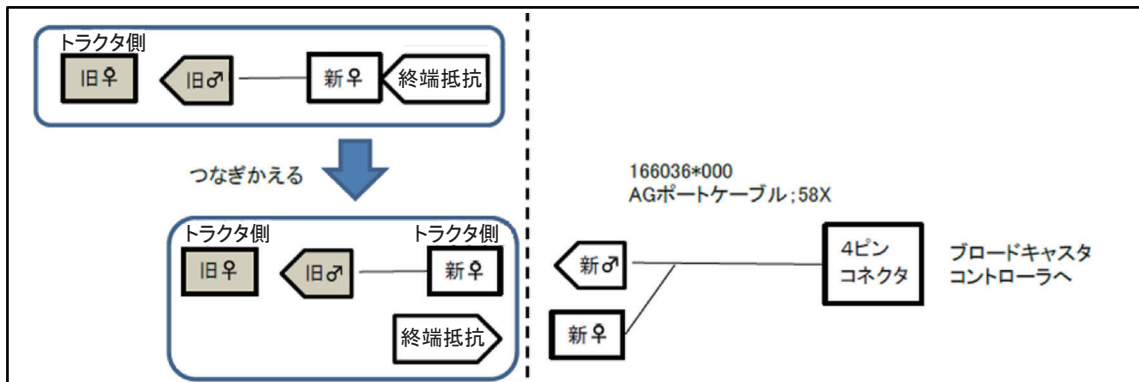 トラクタ側
旧♀
旧♂
新♀
終端抵抗
つなぎかえる
トラクタ側
トラクタ側
旧♀
旧♂
新♀
終端抵抗
166036*000
AGポートケーブル;58X
新♂
新♀
4ピン
コネクタ
ブロードキャスタ
コントローラへ